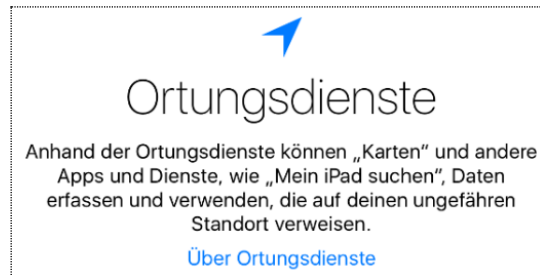 Ortungsdienste
Anhand der Ortungsdienste können „Karten“ und andere
Apps und Dienste, wie „Mein iPad suchen“, Daten
erfassen und verwenden, die auf deinen ungefähren
Standort verweisen.
Über Ortungsdienste